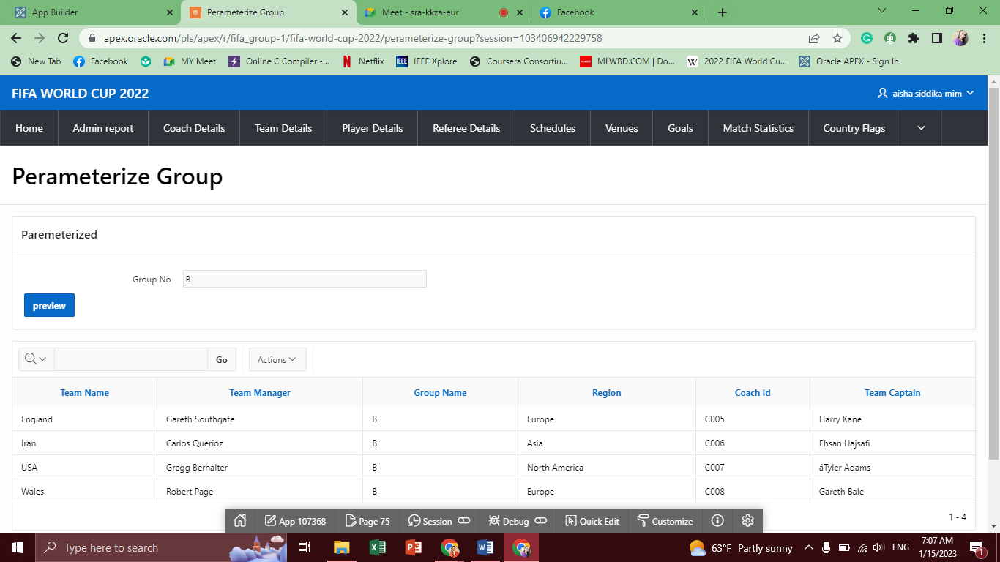 App Builder
Perameterize Group
Meet - sra-kkza-eur
Facebook
apex.oracle.com/pls/apex/r/fifa_group-1/fifa-world-cup-2022/perameterize-group?session=103406942229758
New Tab
Facebook
MY Meet
Online C Compiler -...
Netflix
IEEE
IEEE Xplore
Coursera Consortiu...
MLWBD.COM | Do...
W
2022 FIFA World Cu...
Oracle APEX - Sign In
FIFA WORLD CUP 2022
aisha siddika mim
Home
Admin report
Coach Details
Team Details
Player Details
Referee Details
Schedules
Venues
Goals
Match Statistics
Country Flags
Perameterize Group
Paremeterized
Group No
B
preview
Go
Actions
Team Name Team Manager Group Name Region Coach Id Team Captain
England Gareth Southgate B Europe C005 Harry Kane
Iran Carlos Querioz B Asia C006 Ehsan Hajsafi
USA Gregg Berhalter B North America C007 áTyler Adams
Wales Robert Page B Europe C008 Gareth Bale
1 - 4
App 107368
Page 75
Session
Debug
Quick Edit
Customize
Type here to search
63°F Partly sunny
ENG
7:07 AM
1/15/2023
1